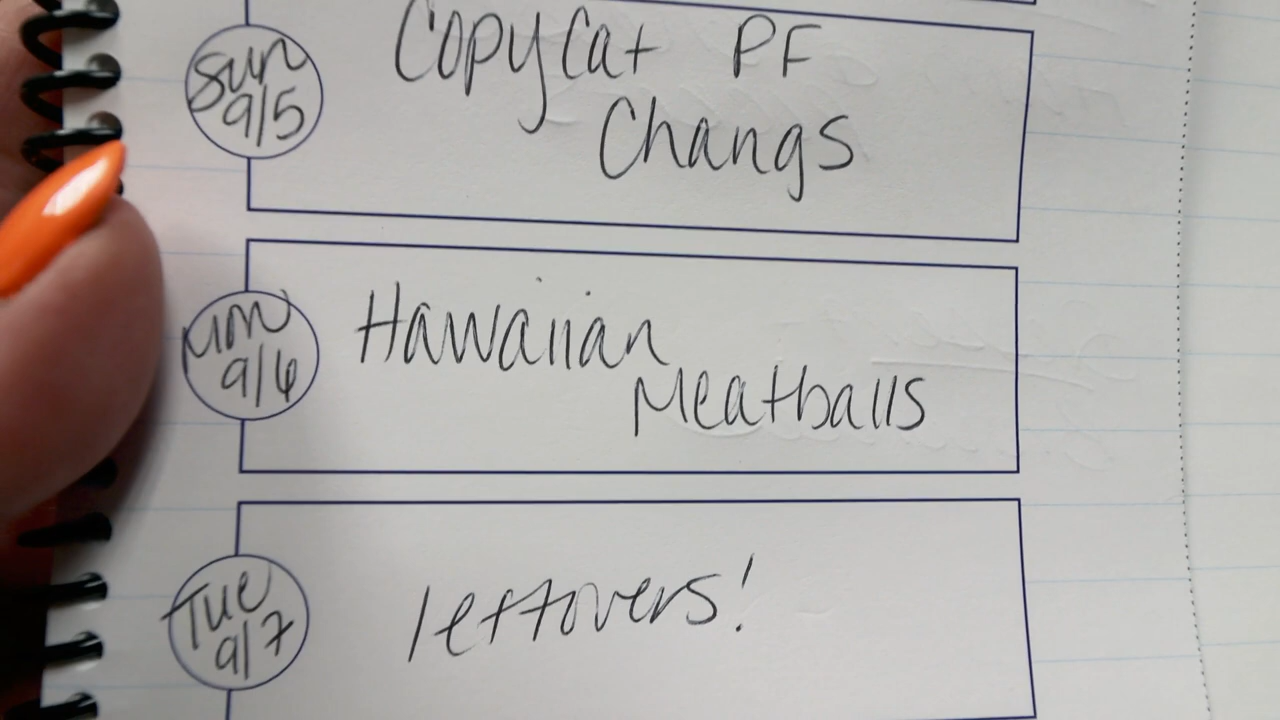 Sun
9/5
CopyCat PF
Changs
Mon
9/6
Hawaiian
Meatballs
Tue
9/7
leftovers!